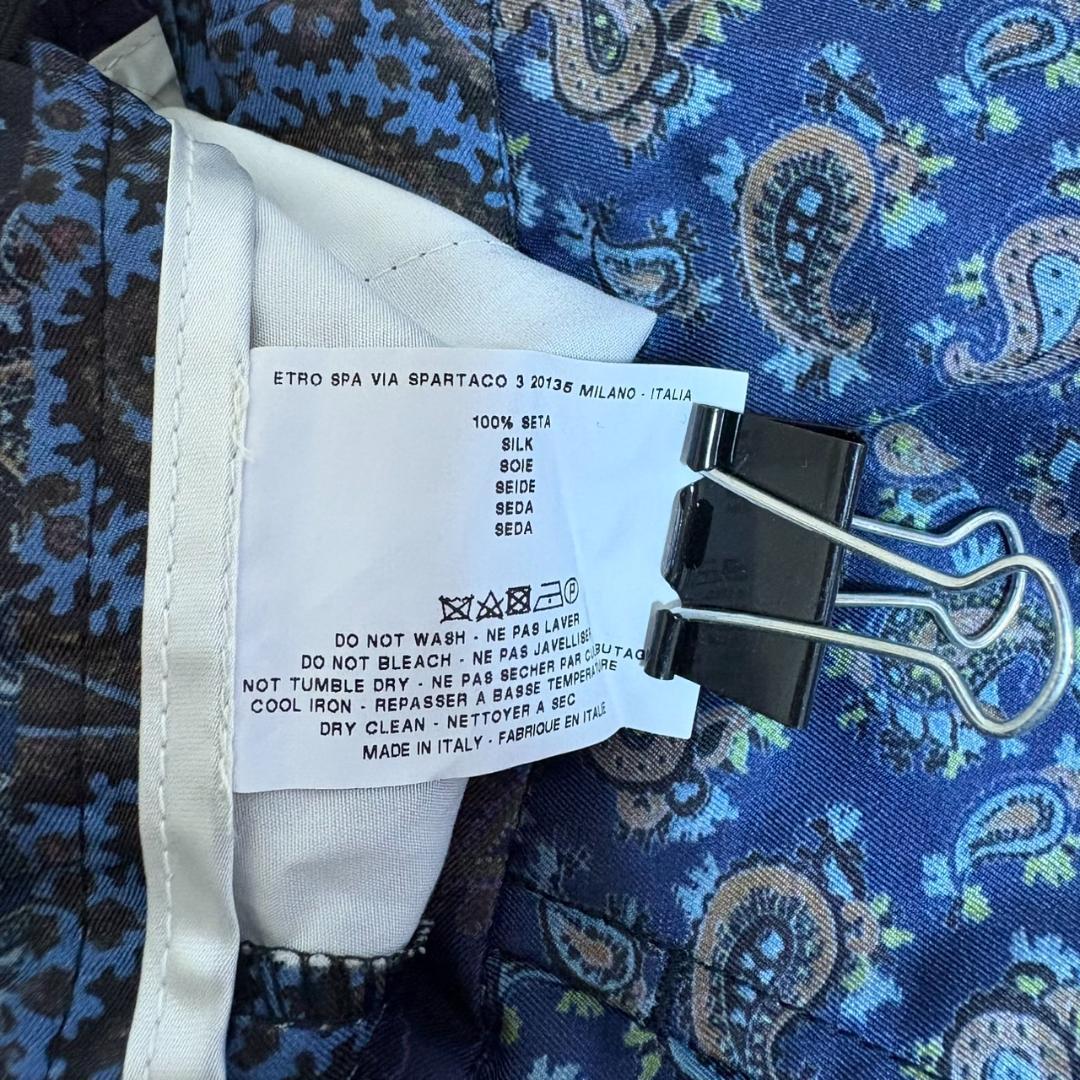 ETRO SPA VIA SPARTACO 3 20135 MILANO - ITALIA
100% SETA
SILK
SOIE
SEIDE
SEDA
SEDA
P
DO NOT WASH - NE PAS LAVER
DO NOT BLEACH - NE PAS JAVELLISER
NOT TUMBLE DRY - NE PAS SECHER PAR
COOL IRON - REPASSER A BASSE TEMPERATURE
DRY CLEAN - NETTOYER A SEC
MADE IN ITALY - FABRIQUE EN ITALIE